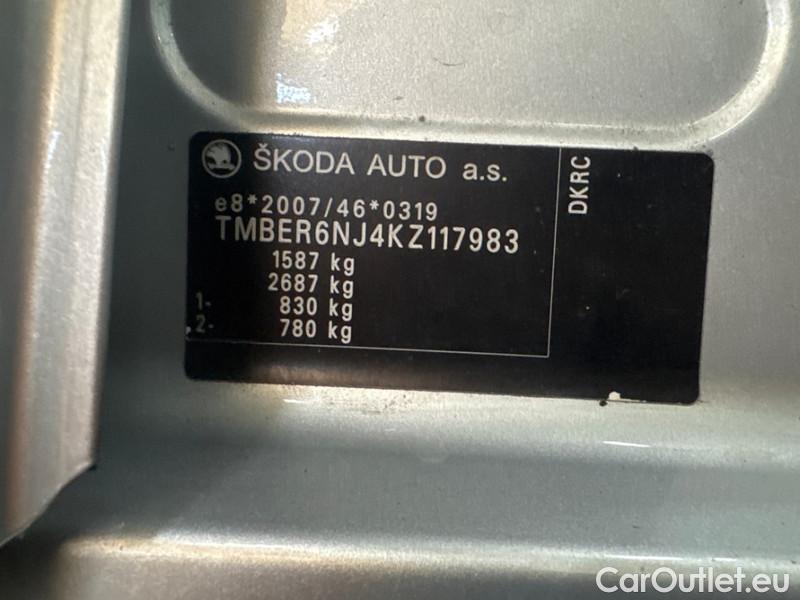 ŠKODA AUTO a.s.
e8*2007/46*0319
TMBER6NJ4KZ117983
1587 kg
2687 kg
1- 830 kg
2- 780 kg
DKRC
CarOutlet.eu